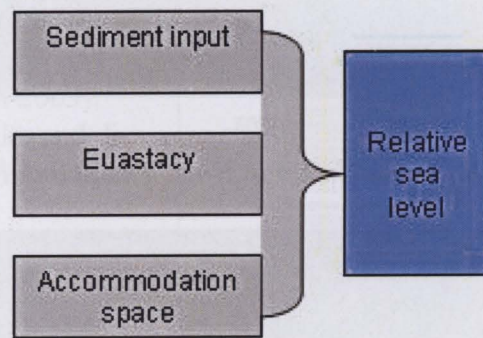 Sediment input
Euastacy
Accommodation
space
Relative
sea
level